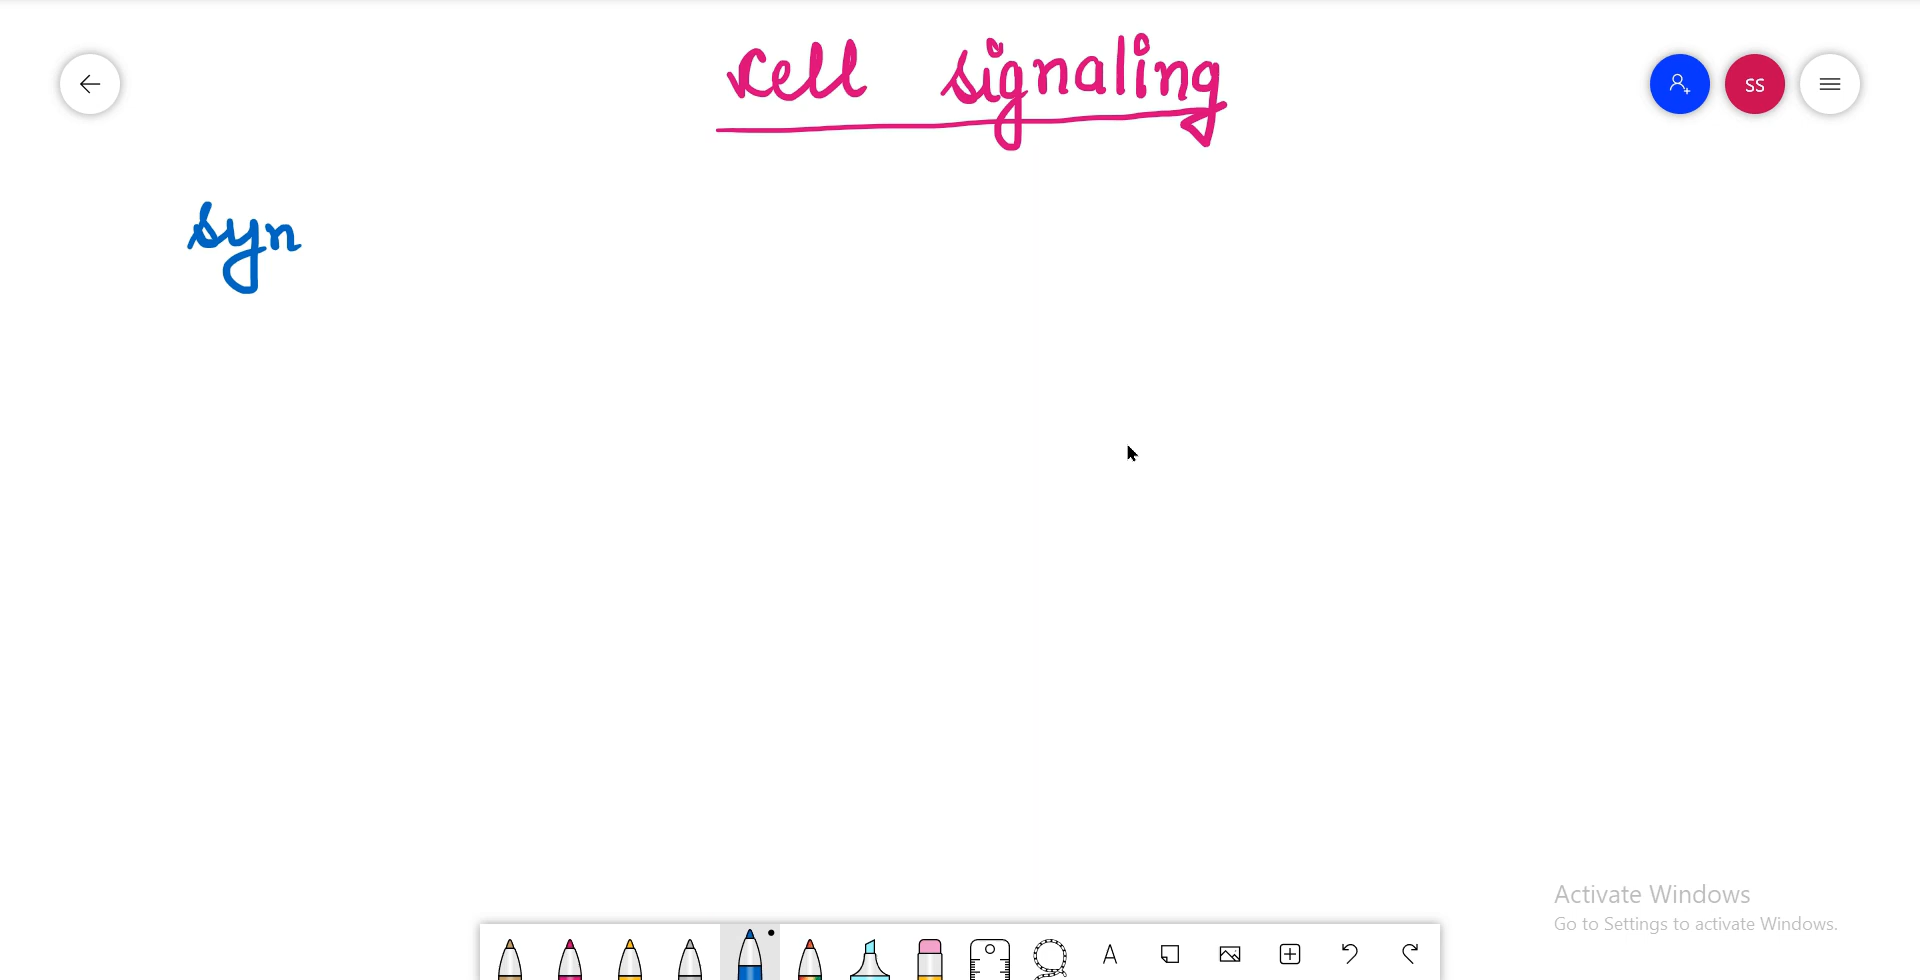 cell signaling
SS
syn
A
Activate Windows
Go to Settings to activate Windows.